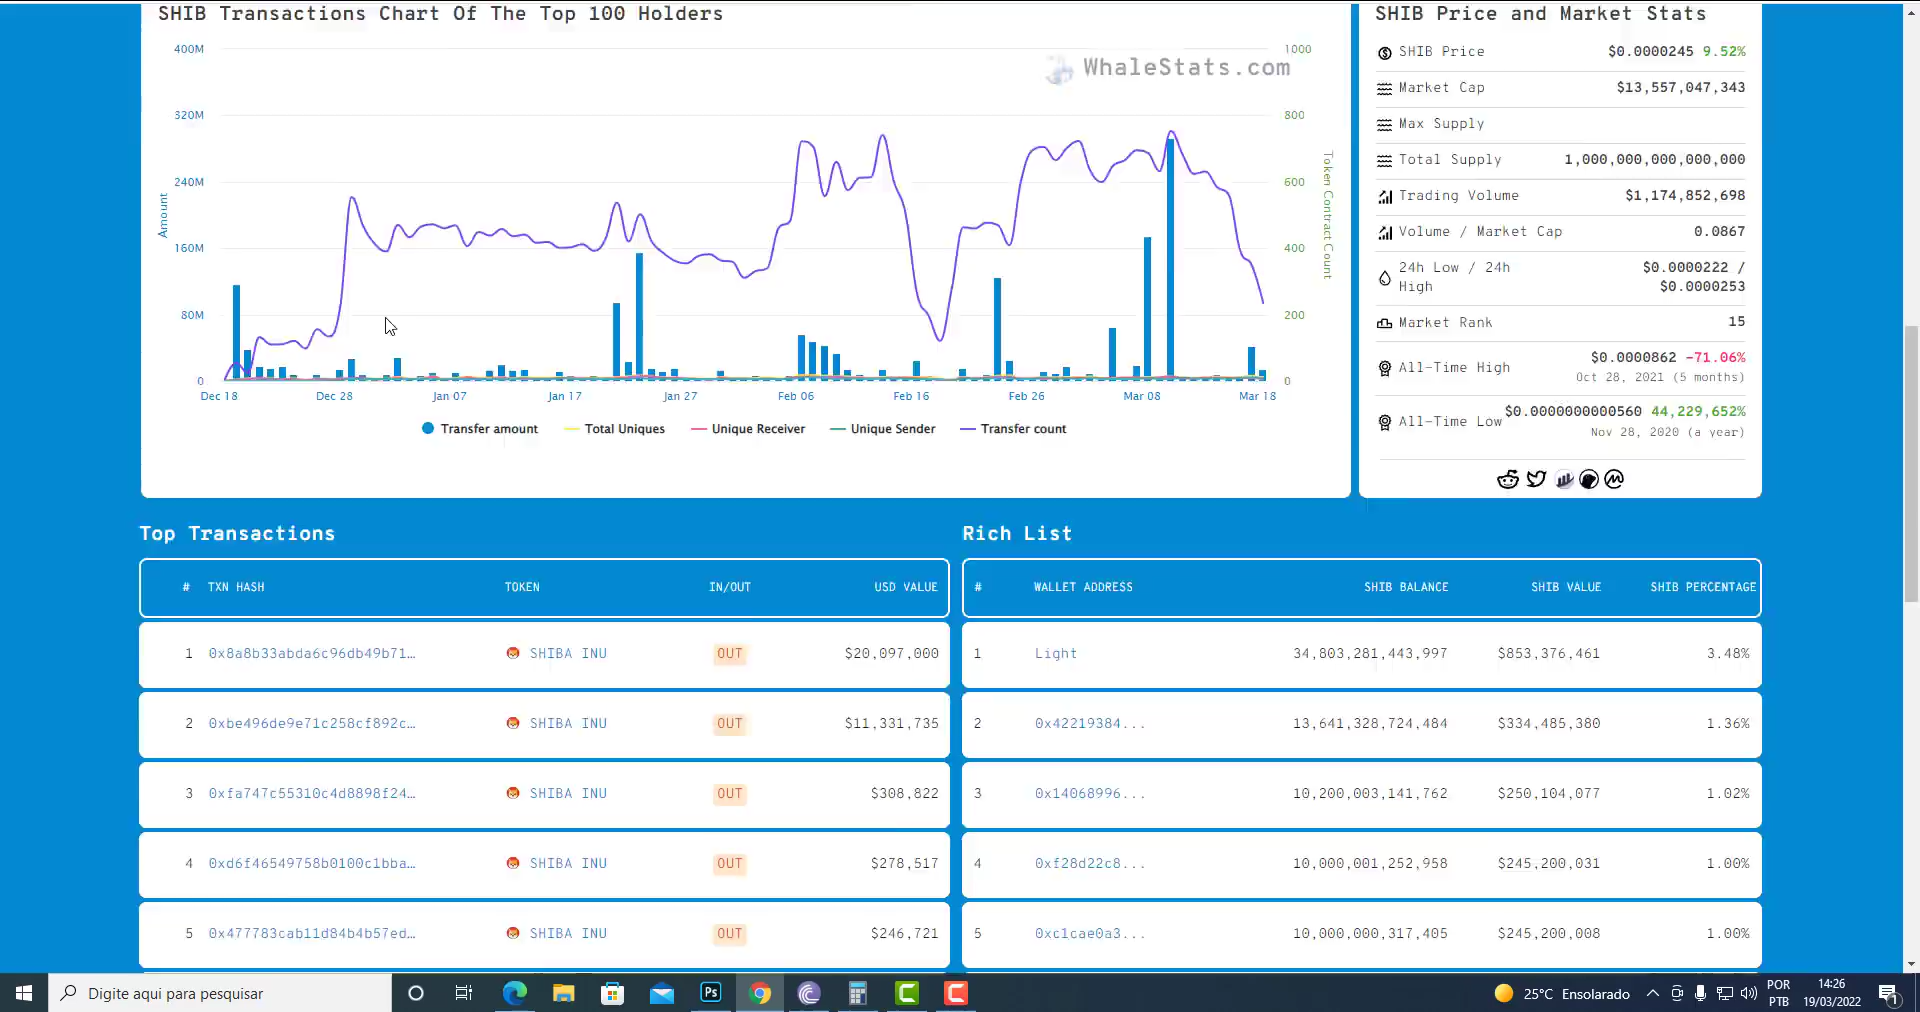 SHIB Transactions Chart Of The Top 100 Holders
400M
320M
240M
160M
80M
0
Amount
1000
800
600
400
200
0
Token Contract Count
WhaleStats.com
Dec 18 Dec 28 Jan 07 Jan 17 Jan 27 Feb 06 Feb 16 Feb 26 Mar 08 Mar 18
Transfer amount Total Uniques Unique Receiver Unique Sender Transfer count
SHIB Price and Market Stats
SHIB Price $0.0000245 9.52%
Market Cap $13,557,047,343
Max Supply
Total Supply 1,000,000,000,000,000
Trading Volume $1,174,852,698
Volume / Market Cap 0.0867
24h Low / 24h High $0.0000222 / $0.0000253
Market Rank 15
All-Time High $0.0000862 -71.06%
Oct 28, 2021 (5 months)
All-Time Low $0.0000000000560 44,229,652%
Nov 28, 2020 (a year)
Top Transactions
# TXN HASH TOKEN IN/OUT USD VALUE
1 0x8a8b33abda6c96db49b71… SHIBA INU OUT $20,097,000
2 0xbe496de9e71c258cf892c… SHIBA INU OUT $11,331,735
3 0xfa747c55310c4d8898f24… SHIBA INU OUT $308,822
4 0xd6f46549758b0100c1bba… SHIBA INU OUT $278,517
5 0x477783cab11d84b4b57ed… SHIBA INU OUT $246,721
Rich List
# WALLET ADDRESS SHIB BALANCE SHIB VALUE SHIB PERCENTAGE
1 Light 34,803,281,443,997 $853,376,461 3.48%
2 0x42219384... 13,641,328,724,484 $334,485,380 1.36%
3 0x14068996... 10,200,003,141,762 $250,104,077 1.02%
4 0xf28d22c8... 10,000,001,252,958 $245,200,031 1.00%
5 0xc1cae0a3... 10,000,000,317,405 $245,200,008 1.00%
Digite aqui para pesquisar
Ps
25°C Ensolarado
POR
PTB
14:26
19/03/2022
1